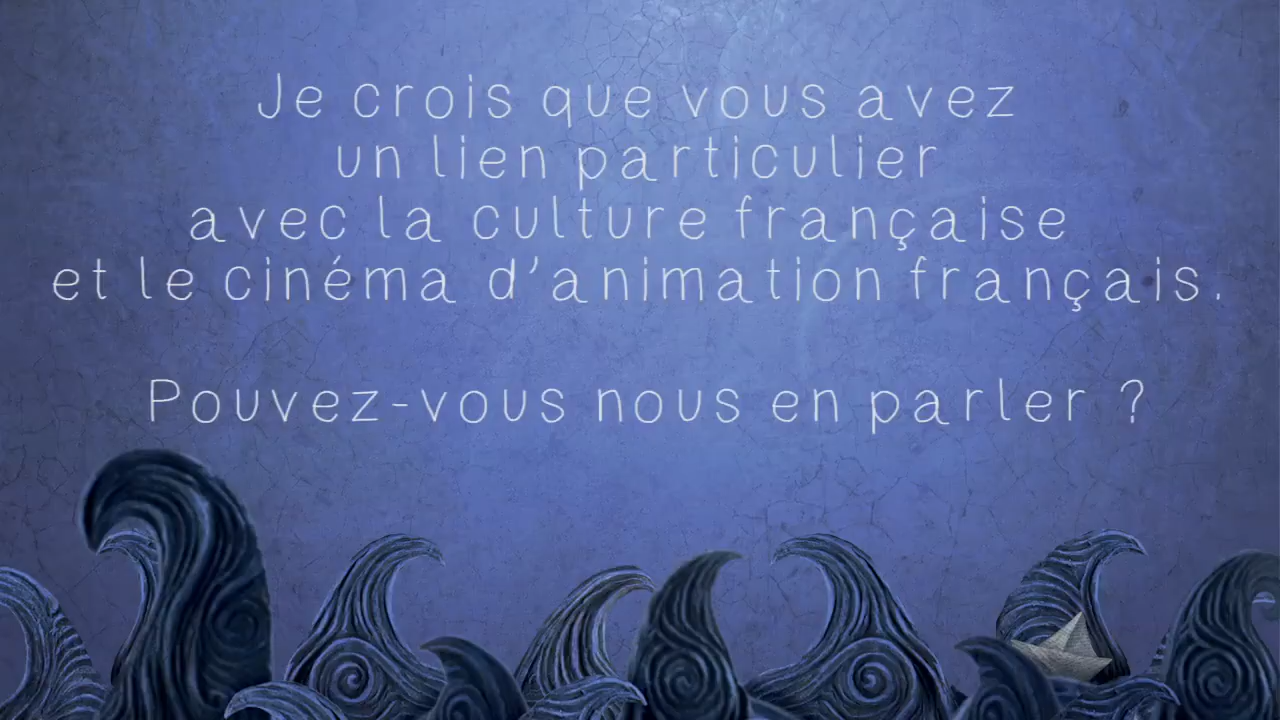 Je crois que vous avez
un lien particulier
avec la culture française
et le cinéma d’animation français.
Pouvez-vous nous en parler ?